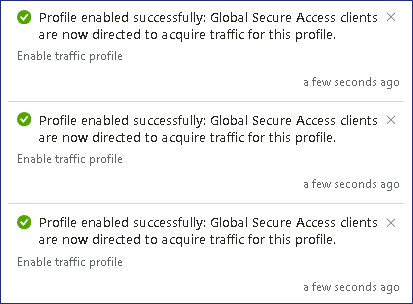 Profile enabled successfully: Global Secure Access clients
are now directed to acquire traffic for this profile.
Enable traffic profile
a few seconds ago
Profile enabled successfully: Global Secure Access clients
are now directed to acquire traffic for this profile.
Enable traffic profile
a few seconds ago
Profile enabled successfully: Global Secure Access clients
are now directed to acquire traffic for this profile.
Enable traffic profile
a few seconds ago